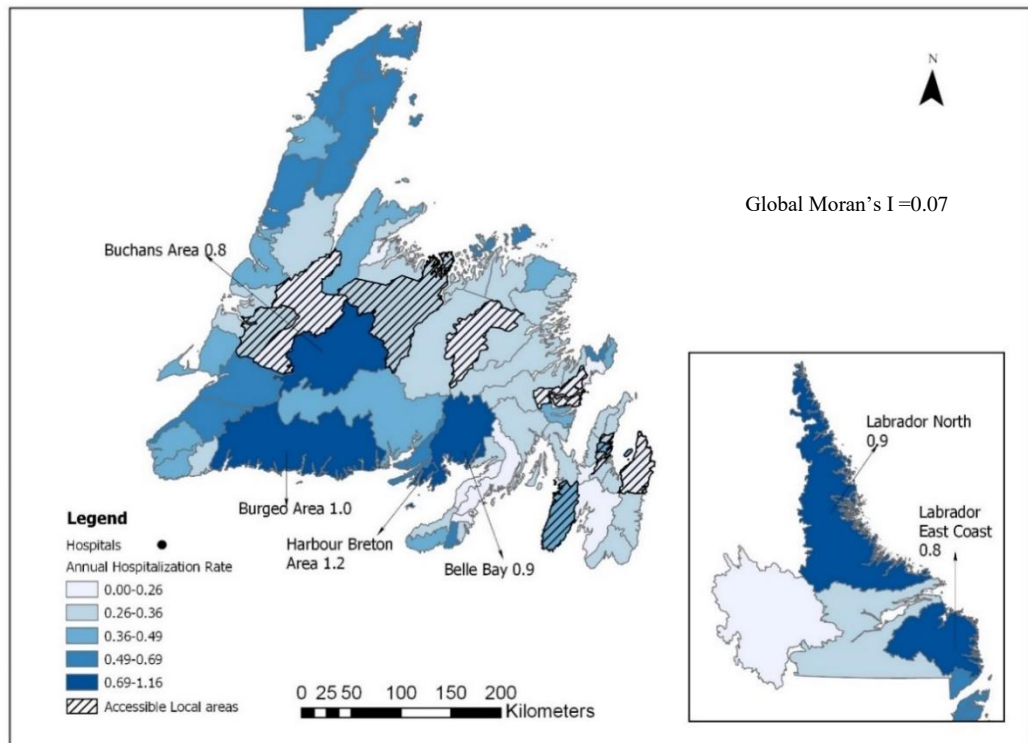 N
Global Moran’s I =0.07
Buchans Area 0.8
Labrador North
0.9
Labrador
East Coast
0.8
Burged Area 1.0
Harbour Breton
Area 1.2
Belle Bay 0.9
Legend
Hospitals
Annual Hospitalization Rate
0.00-0.26
0.26-0.36
0.36-0.49
0.49-0.69
0.69-1.16
Accessible Local areas
0 25 50 100 150 200
Kilometers